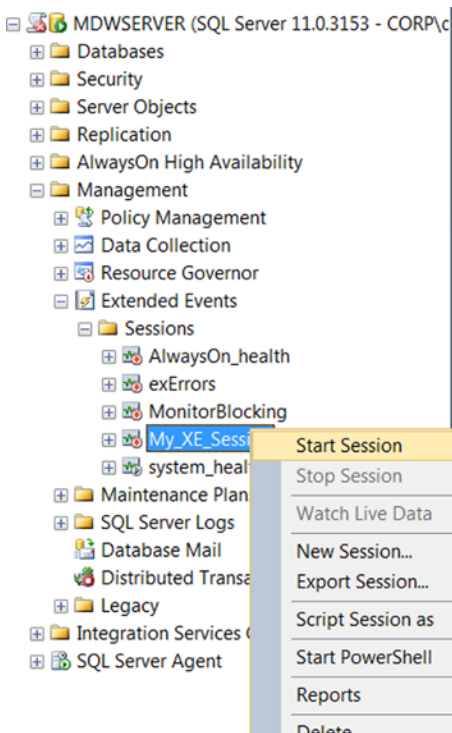 MDWSERVER (SQL Server 11.0.3153 - CORP\c
Databases
Security
Server Objects
Replication
AlwaysOn High Availability
Management
Policy Management
Data Collection
Resource Governor
Extended Events
Sessions
AlwaysOn_health
exErrors
MonitorBlocking
My_XE_Sessi
system_heal
Maintenance Plan
SQL Server Logs
Database Mail
Distributed Transa
Legacy
Integration Services
SQL Server Agent
Start Session
Stop Session
Watch Live Data
New Session...
Export Session...
Script Session as
Start PowerShell
Reports
Delete